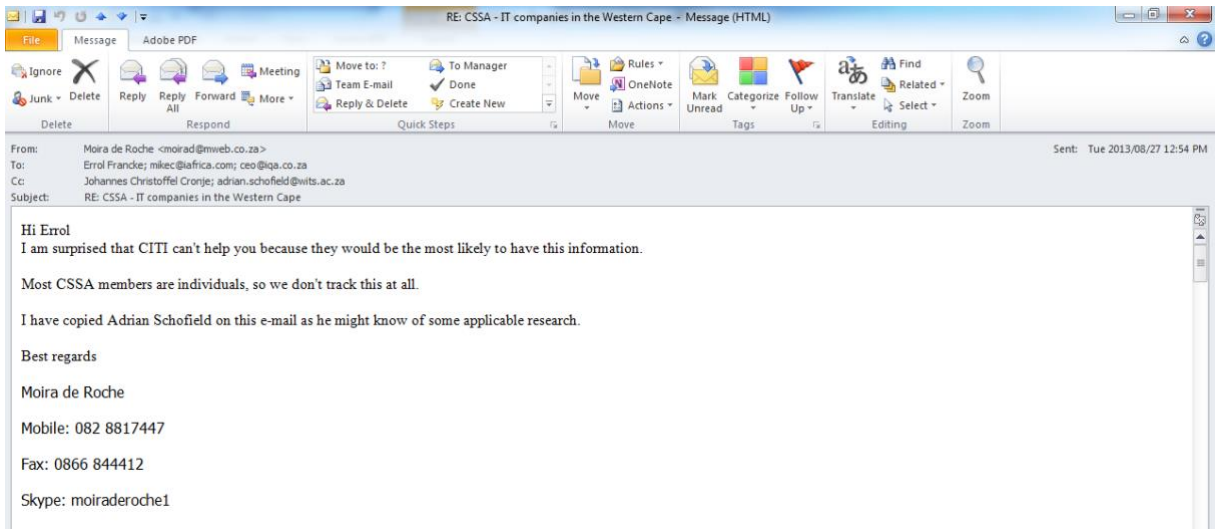 RE: CSSA - IT companies in the Western Cape - Message (HTML)
File Message Adobe PDF
Ignore
Junk
Delete
Delete
Reply
Reply All
Forward
Meeting
More
Respond
Move to: ?
Team E-mail
Reply & Delete
To Manager
Done
Create New
Quick Steps
Move
Rules
OneNote
Actions
Move
Mark Unread
Categorize
Follow Up
Tags
Translate
Find
Related
Select
Editing
Zoom
Zoom
From: Moira de Roche <moirad@mweb.co.za>
Sent: Tue 2013/08/27 12:54 PM
To: Errol Francke; mikec@iafrica.com; ceo@iqa.co.za
Cc: Johannes Christoffel Cronje; adrian.schofield@wits.ac.za
Subject: RE: CSSA - IT companies in the Western Cape
Hi Errol
I am surprised that CITI can't help you because they would be the most likely to have this information.
Most CSSA members are individuals, so we don't track this at all.
I have copied Adrian Schofield on this e-mail as he might know of some applicable research.
Best regards
Moira de Roche
Mobile: 082 8817447
Fax: 0866 844412
Skype: moiraderoche1